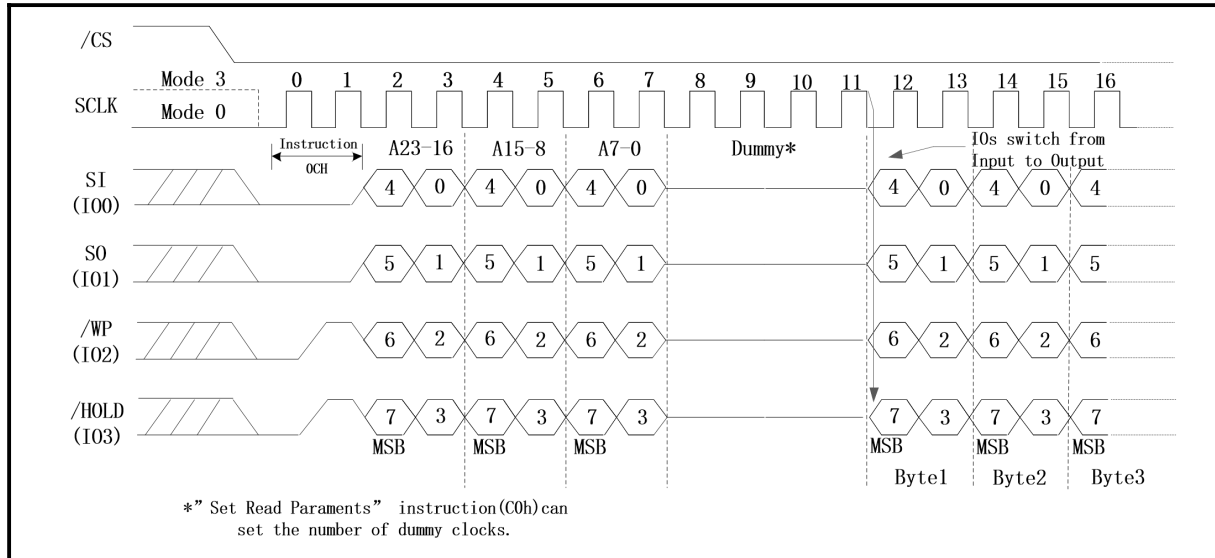 /CS
Mode 3
0 1 2 3 4 5 6 7 8 9 10 11 12 13 14 15 16
SCLK
Mode 0
Instruction
0CH
A23-16
A15-8
A7-0
Dummy*
IOs switch from
Input to Output
SI
(IO0)
4 0 4 0 4 0 4 0 4 0 4
SO
(IO1)
5 1 5 1 5 1 5 1 5 1 5
/WP
(IO2)
6 2 6 2 6 2 6 2 6 2 6
/HOLD
(IO3)
7 3 7 3 7 3 7 3 7 3 7
MSB MSB MSB MSB MSB MSB
Byte1 Byte2 Byte3
*” Set Read Paraments” instruction(C0h)can
set the number of dummy clocks.